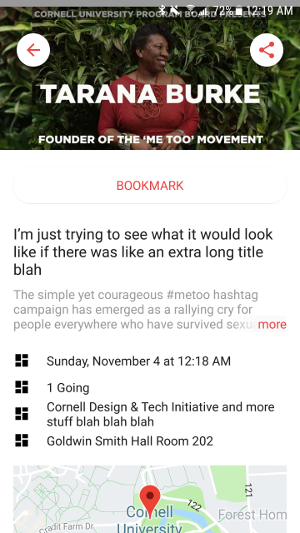 CORNELL UNIVERSITY PROGRAM BOARD PRESENTS
72% 12:19 AM
TARANA BURKE
FOUNDER OF THE ‘ME TOO’ MOVEMENT
BOOKMARK
I’m just trying to see what it would look
like if there was like an extra long title
blah
The simple yet courageous #metoo hashtag
campaign has emerged as a rallying cry for
people everywhere who have survived sexu more
Sunday, November 4 at 12:18 AM
1 Going
Cornell Design & Tech Initiative and more
stuff blah blah blah
Goldwin Smith Hall Room 202
121
122
Cornell
University
Forest Hom
Cradit Farm Dr